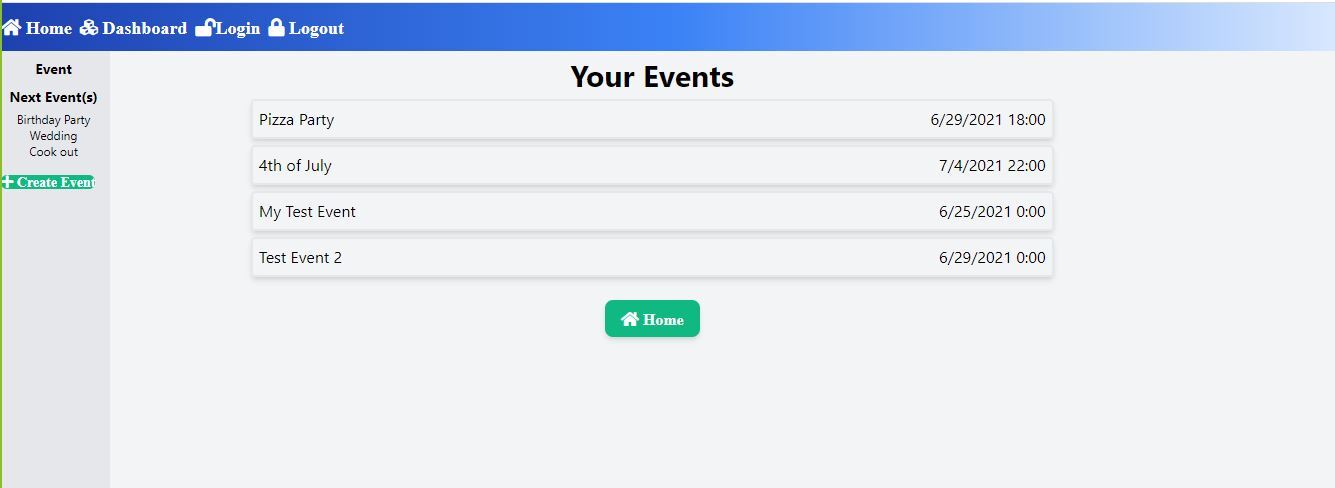 Home Dashboard Login Logout
Event
Next Event(s)
Birthday Party
Wedding
Cook out
+ Create Event
Your Events
Pizza Party 6/29/2021 18:00
4th of July 7/4/2021 22:00
My Test Event 6/25/2021 0:00
Test Event 2 6/29/2021 0:00
Home